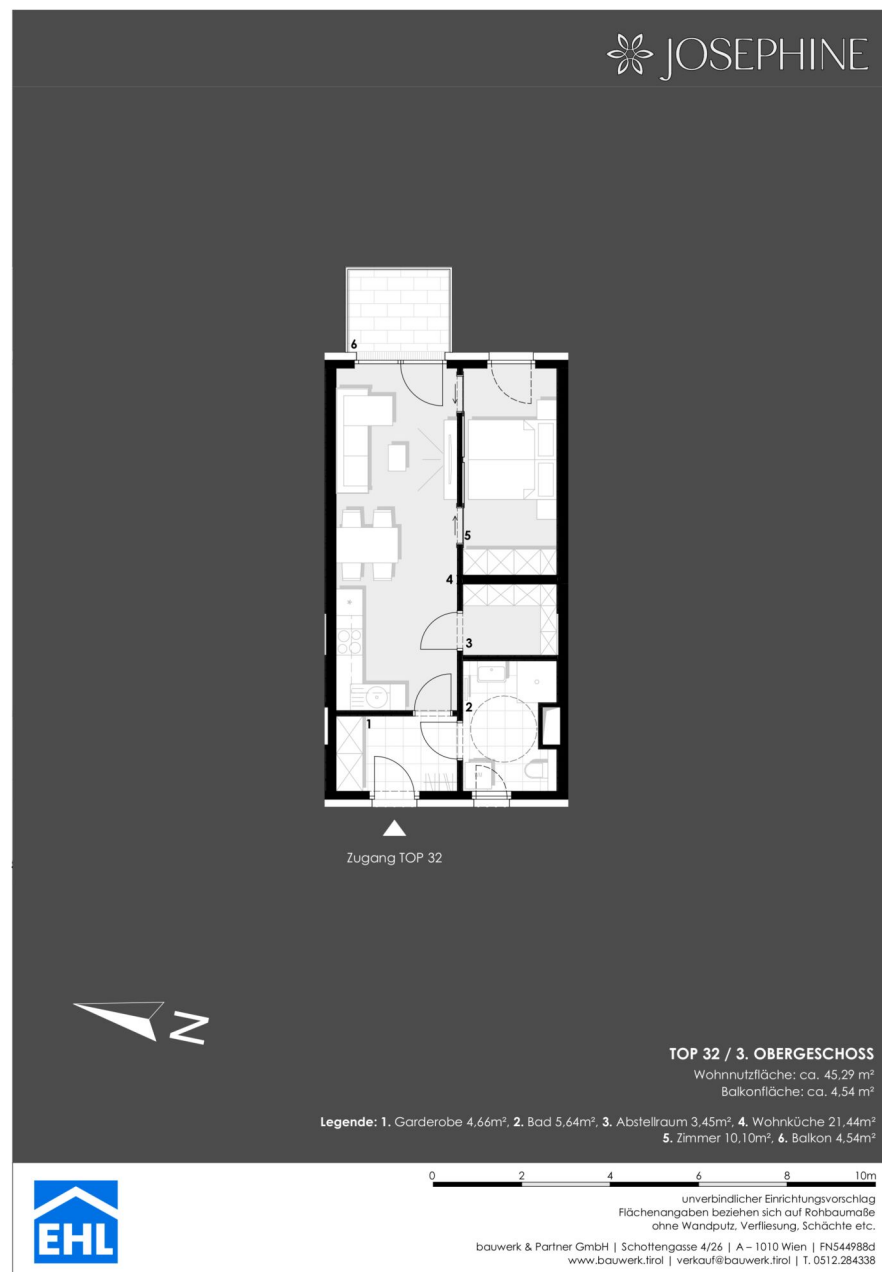 JOSEPHINE
6
5
4
3
2
1
Zugang TOP 32
N
TOP 32 / 3. OBERGESCHOSS
Wohnnutzfläche: ca. 45,29 m²
Balkonfläche: ca. 4,54 m²
Legende: 1. Garderobe 4,66m², 2. Bad 5,64m², 3. Abstellraum 3,45m², 4. Wohnküche 21,44m²
5. Zimmer 10,10m², 6. Balkon 4,54m²
0 2 4 6 8 10m
unverbindlicher Einrichtungsvorschlag
Flächenangaben beziehen sich auf Rohbaumaße
ohne Wandputz, Verfliesung, Schächte etc.
EHL
bauwerk & Partner GmbH | Schottengasse 4/26 | A – 1010 Wien | FN544988d
www.bauwerk.tirol | verkauf@bauwerk.tirol | T. 0512.284338